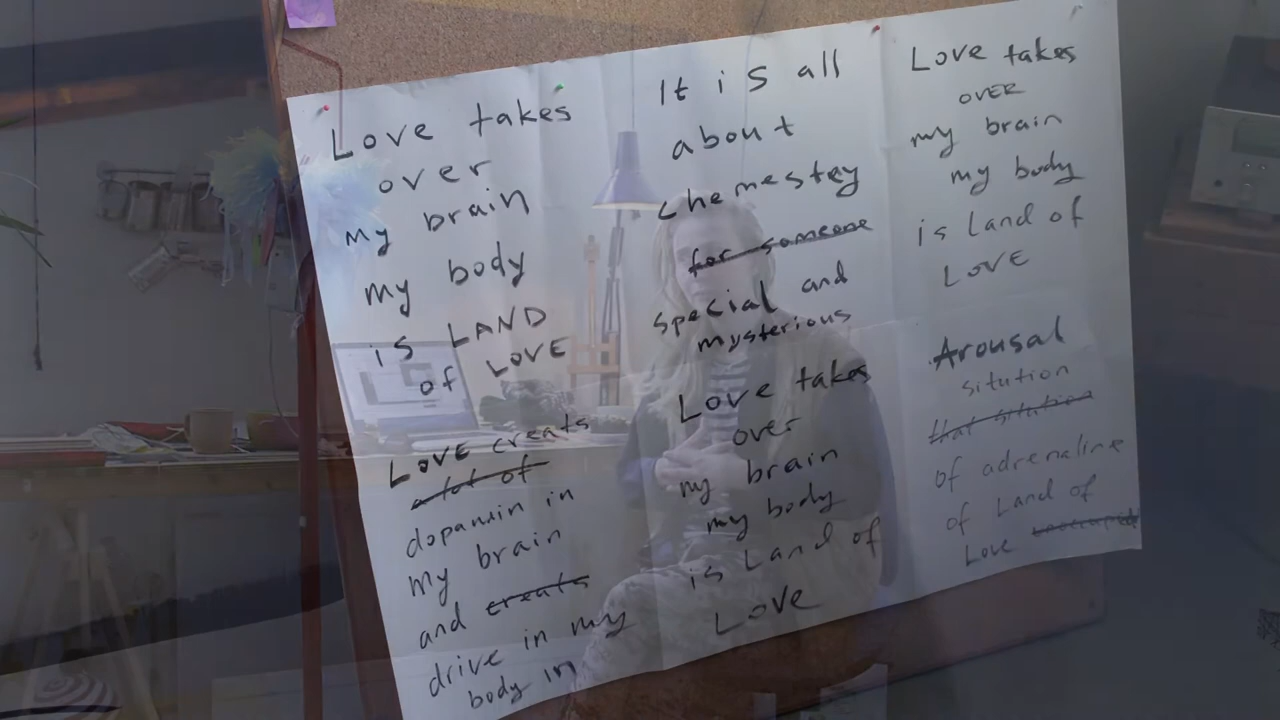 Love takes
over
my brain
my body
is LAND
of LOVE
LOVE creats
a lot of
dopamin in
my brain
and creats
drive in my
body in
It is all
about
chemestey
for someone
special and
mysterious
Love takes
over
my brain
my body
is Land of
Love
Love takes
OVER
my brain
my body
is Land of
LOVE
Arousal
sitution
that sitution
of adrenaline
of Land of
Love